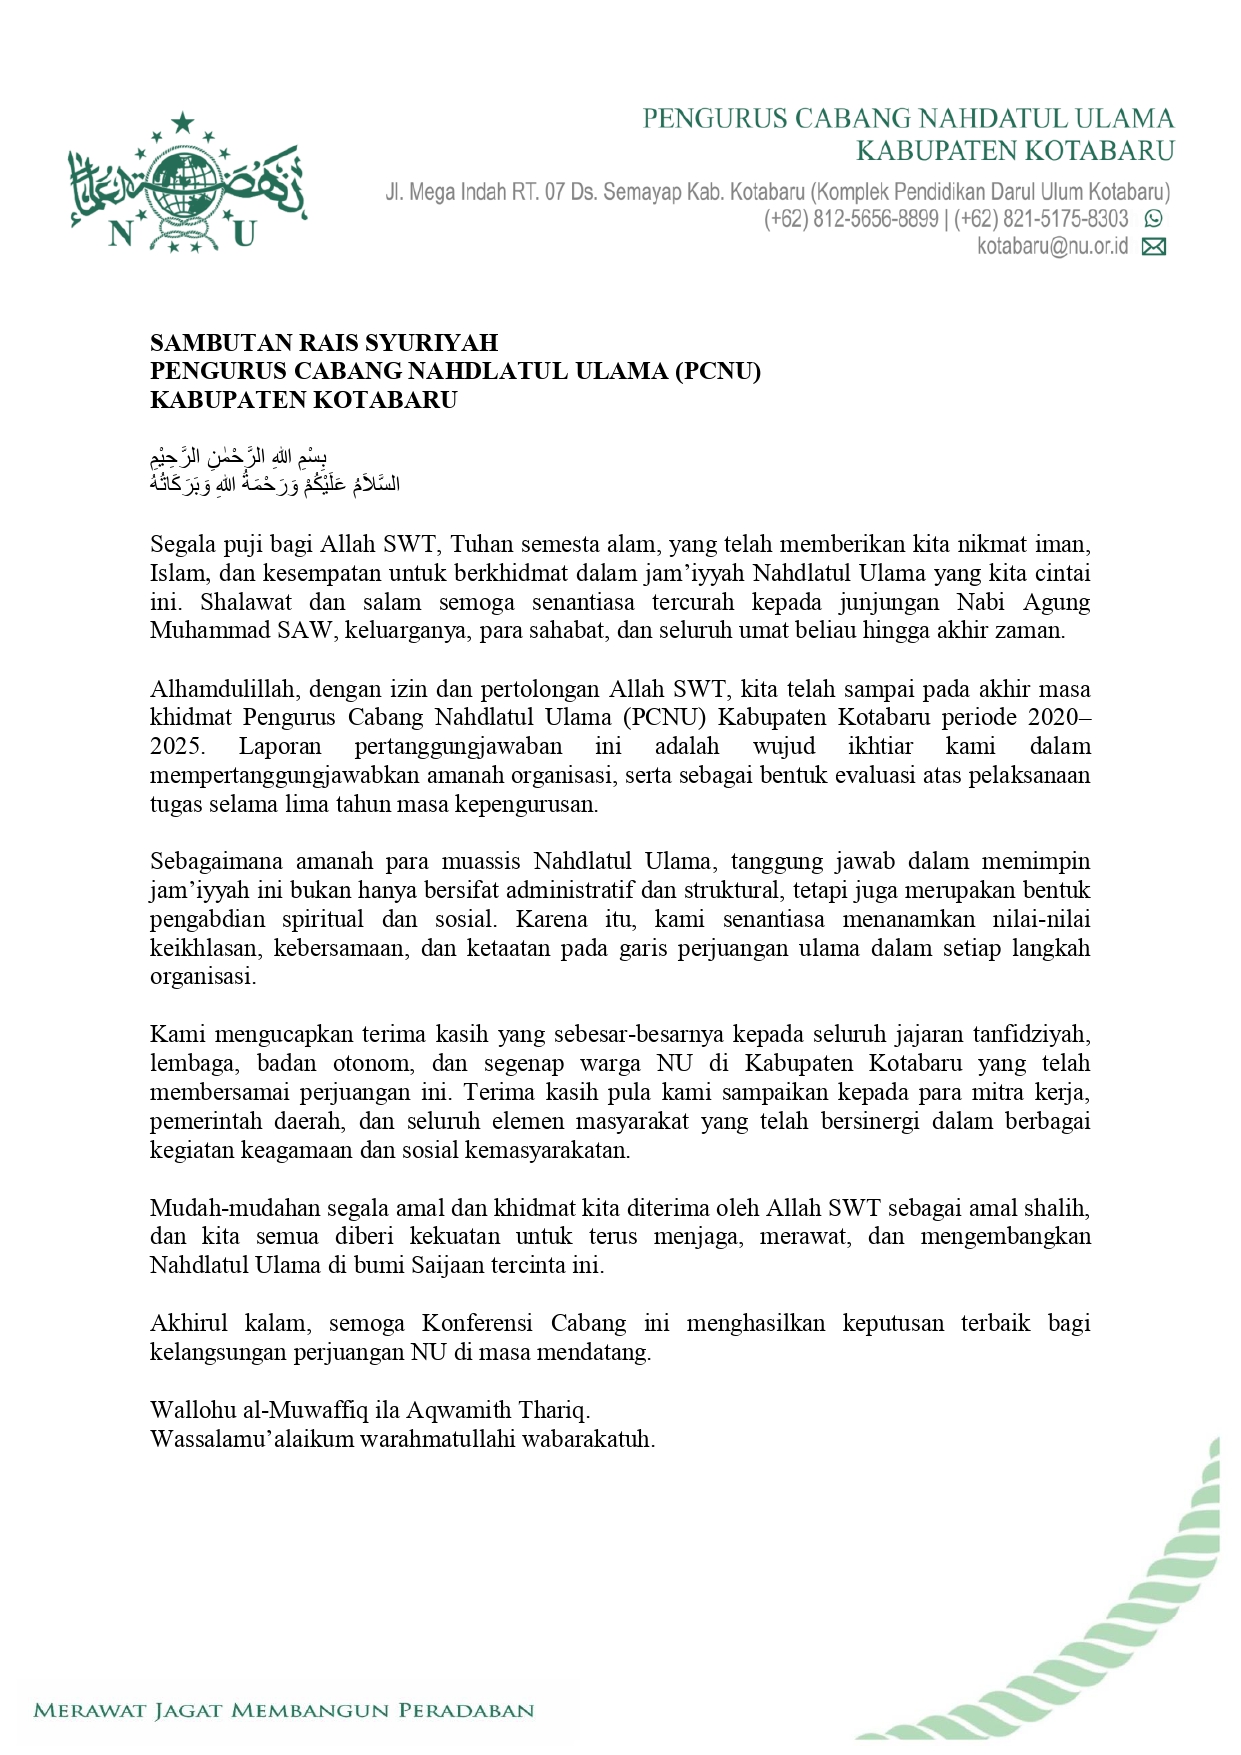 نهضة العلماء
N U
PENGURUS CABANG NAHDATUL ULAMA
KABUPATEN KOTABARU
Jl. Mega Indah RT. 07 Ds. Semayap Kab. Kotabaru (Komplek Pendidikan Darul Ulum Kotabaru)
(+62) 812-5656-8899 | (+62) 821-5175-8303
kotabaru@nu.or.id
SAMBUTAN RAIS SYURIYAH
PENGURUS CABANG NAHDLATUL ULAMA (PCNU)
KABUPATEN KOTABARU
بِسْمِ اللهِ الرَّحْمٰنِ الرَّحِيْمِ
السَّلاَمُ عَلَيْكُمْ وَرَحْمَةُ اللهِ وَبَرَكَاتُهُ
Segala puji bagi Allah SWT, Tuhan semesta alam, yang telah memberikan kita nikmat iman,
Islam, dan kesempatan untuk berkhidmat dalam jam’iyyah Nahdlatul Ulama yang kita cintai
ini. Shalawat dan salam semoga senantiasa tercurah kepada junjungan Nabi Agung
Muhammad SAW, keluarganya, para sahabat, dan seluruh umat beliau hingga akhir zaman.
Alhamdulillah, dengan izin dan pertolongan Allah SWT, kita telah sampai pada akhir masa
khidmat Pengurus Cabang Nahdlatul Ulama (PCNU) Kabupaten Kotabaru periode 2020–
2025. Laporan pertanggungjawaban ini adalah wujud ikhtiar kami dalam
mempertanggungjawabkan amanah organisasi, serta sebagai bentuk evaluasi atas pelaksanaan
tugas selama lima tahun masa kepengurusan.
Sebagaimana amanah para muassis Nahdlatul Ulama, tanggung jawab dalam memimpin
jam’iyyah ini bukan hanya bersifat administratif dan struktural, tetapi juga merupakan bentuk
pengabdian spiritual dan sosial. Karena itu, kami senantiasa menanamkan nilai-nilai
keikhlasan, kebersamaan, dan ketaatan pada garis perjuangan ulama dalam setiap langkah
organisasi.
Kami mengucapkan terima kasih yang sebesar-besarnya kepada seluruh jajaran tanfidziyah,
lembaga, badan otonom, dan segenap warga NU di Kabupaten Kotabaru yang telah
membersamai perjuangan ini. Terima kasih pula kami sampaikan kepada para mitra kerja,
pemerintah daerah, dan seluruh elemen masyarakat yang telah bersinergi dalam berbagai
kegiatan keagamaan dan sosial kemasyarakatan.
Mudah-mudahan segala amal dan khidmat kita diterima oleh Allah SWT sebagai amal shalih,
dan kita semua diberi kekuatan untuk terus menjaga, merawat, dan mengembangkan
Nahdlatul Ulama di bumi Saijaan tercinta ini.
Akhirul kalam, semoga Konferensi Cabang ini menghasilkan keputusan terbaik bagi
kelangsungan perjuangan NU di masa mendatang.
Wallohu al-Muwaffiq ila Aqwamith Thariq.
Wassalamu’alaikum warahmatullahi wabarakatuh.
MERAWAT JAGAT MEMBANGUN PERADABAN